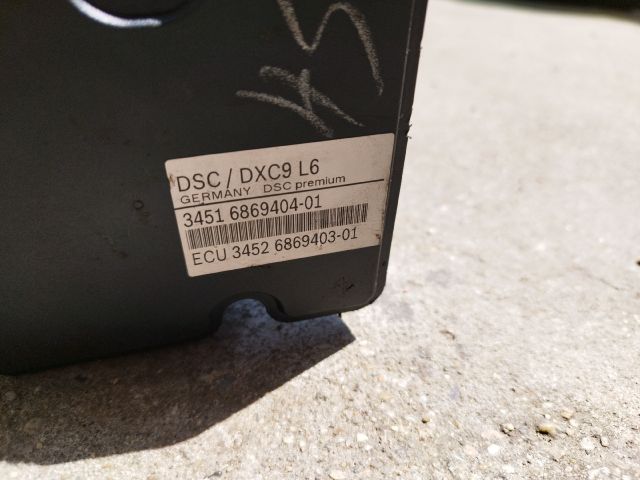 DSC / DXC9 L6
GERMANY DSC premium
3451 6869404-01
ECU 3452 6869403-01